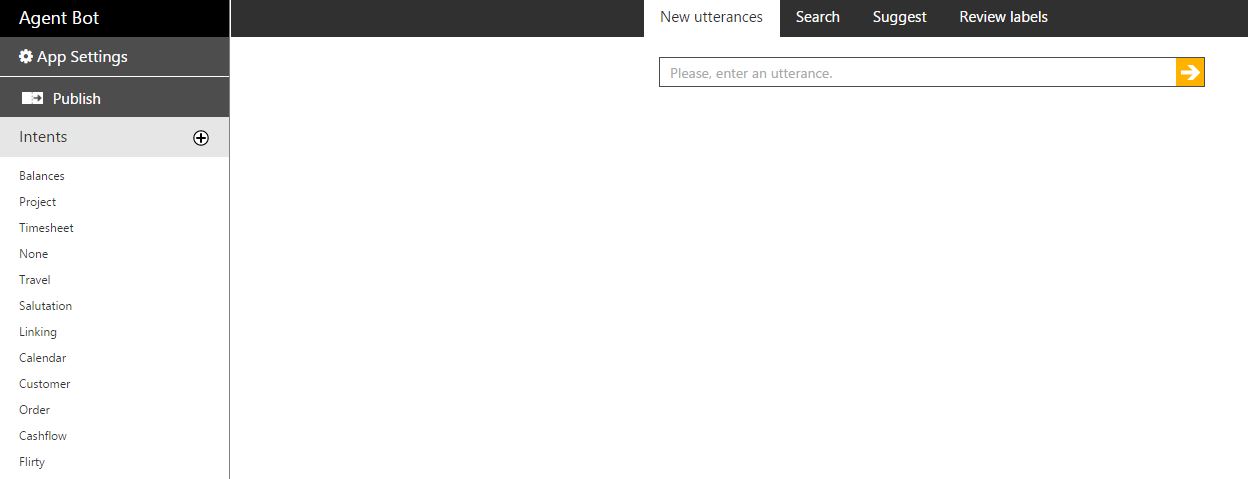 Agent Bot
New utterances Search Suggest Review labels
App Settings
Please, enter an utterance.
Publish
Intents
Balances
Project
Timesheet
None
Travel
Salutation
Linking
Calendar
Customer
Order
Cashflow
Flirty